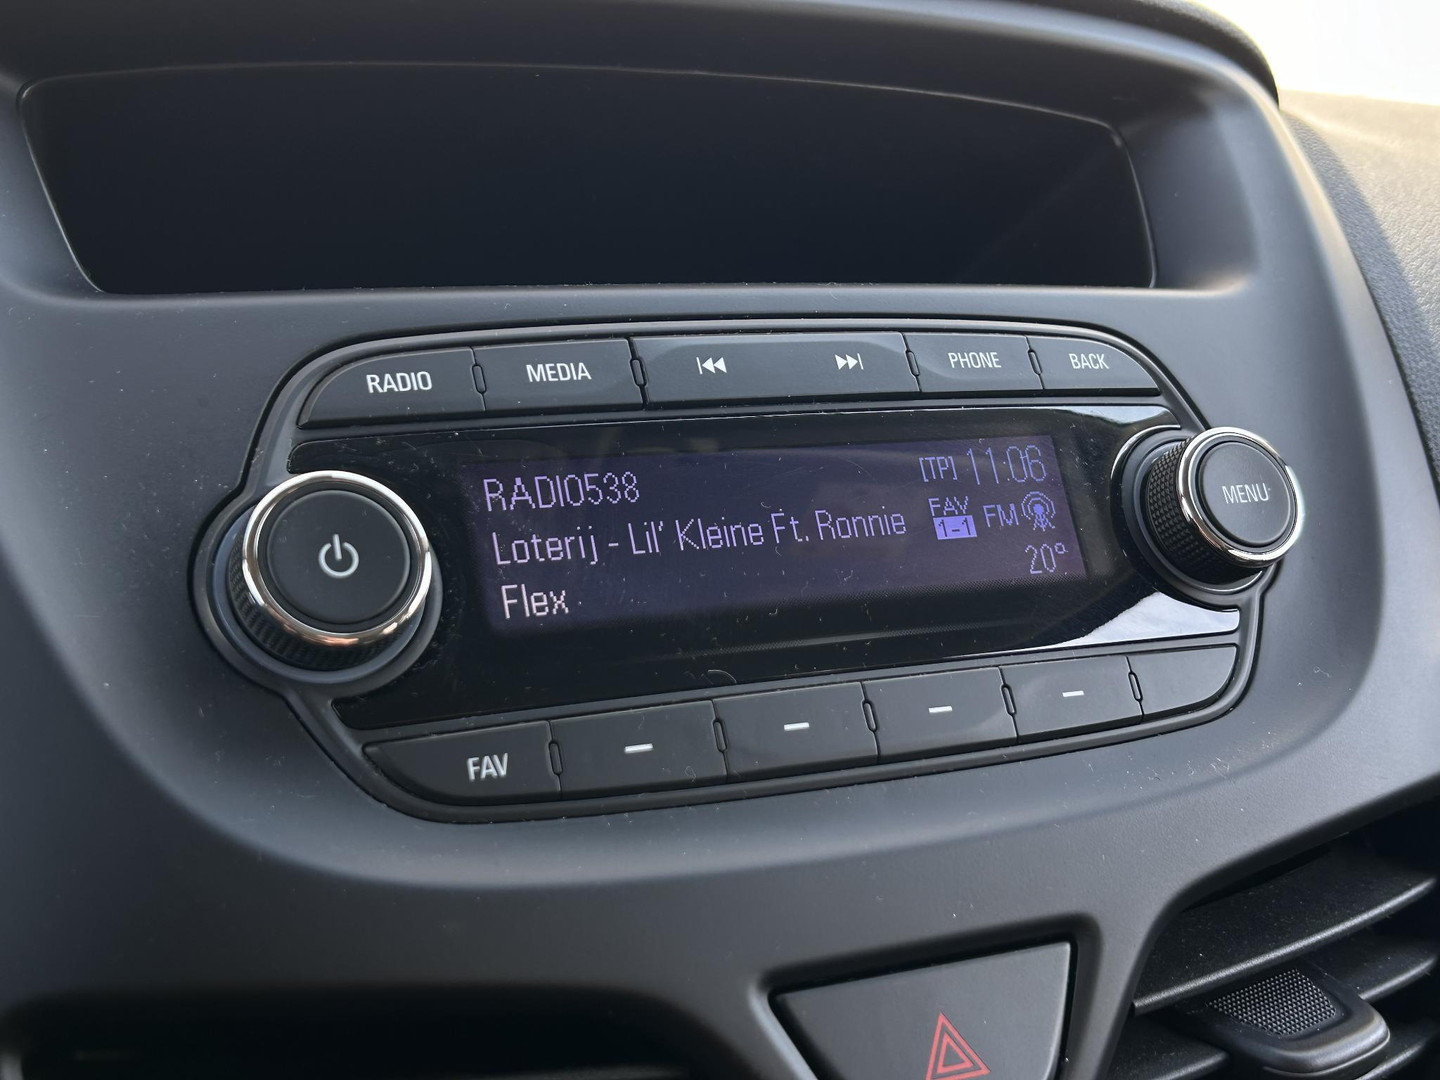 RADIO MEDIA PHONE BACK
RADIO538 [TP] 11:06
Loterij - Lil' Kleine Ft. Ronnie FAV 1-1 FM
Flex 20°
MENU
FAV